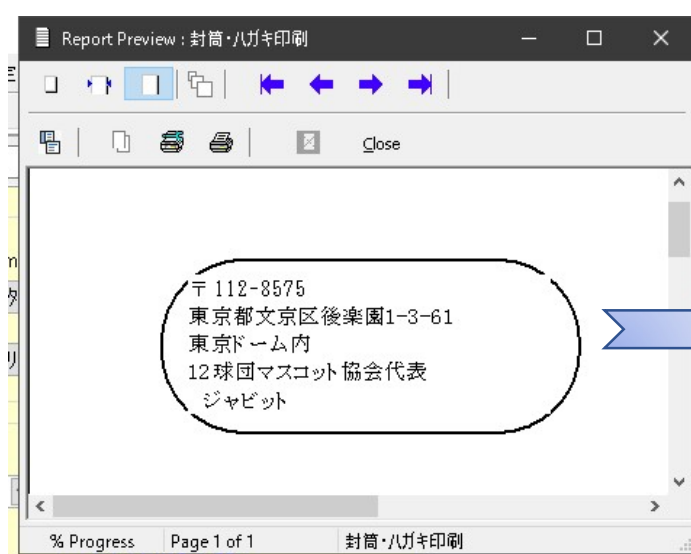 Report Preview : 封筒・ハガキ印刷
Close
〒 112-8575
東京都文京区後楽園1-3-61
東京ドーム内
12球団マスコット協会代表
ジャビット
% Progress
Page 1 of 1
封筒・ハガキ印刷